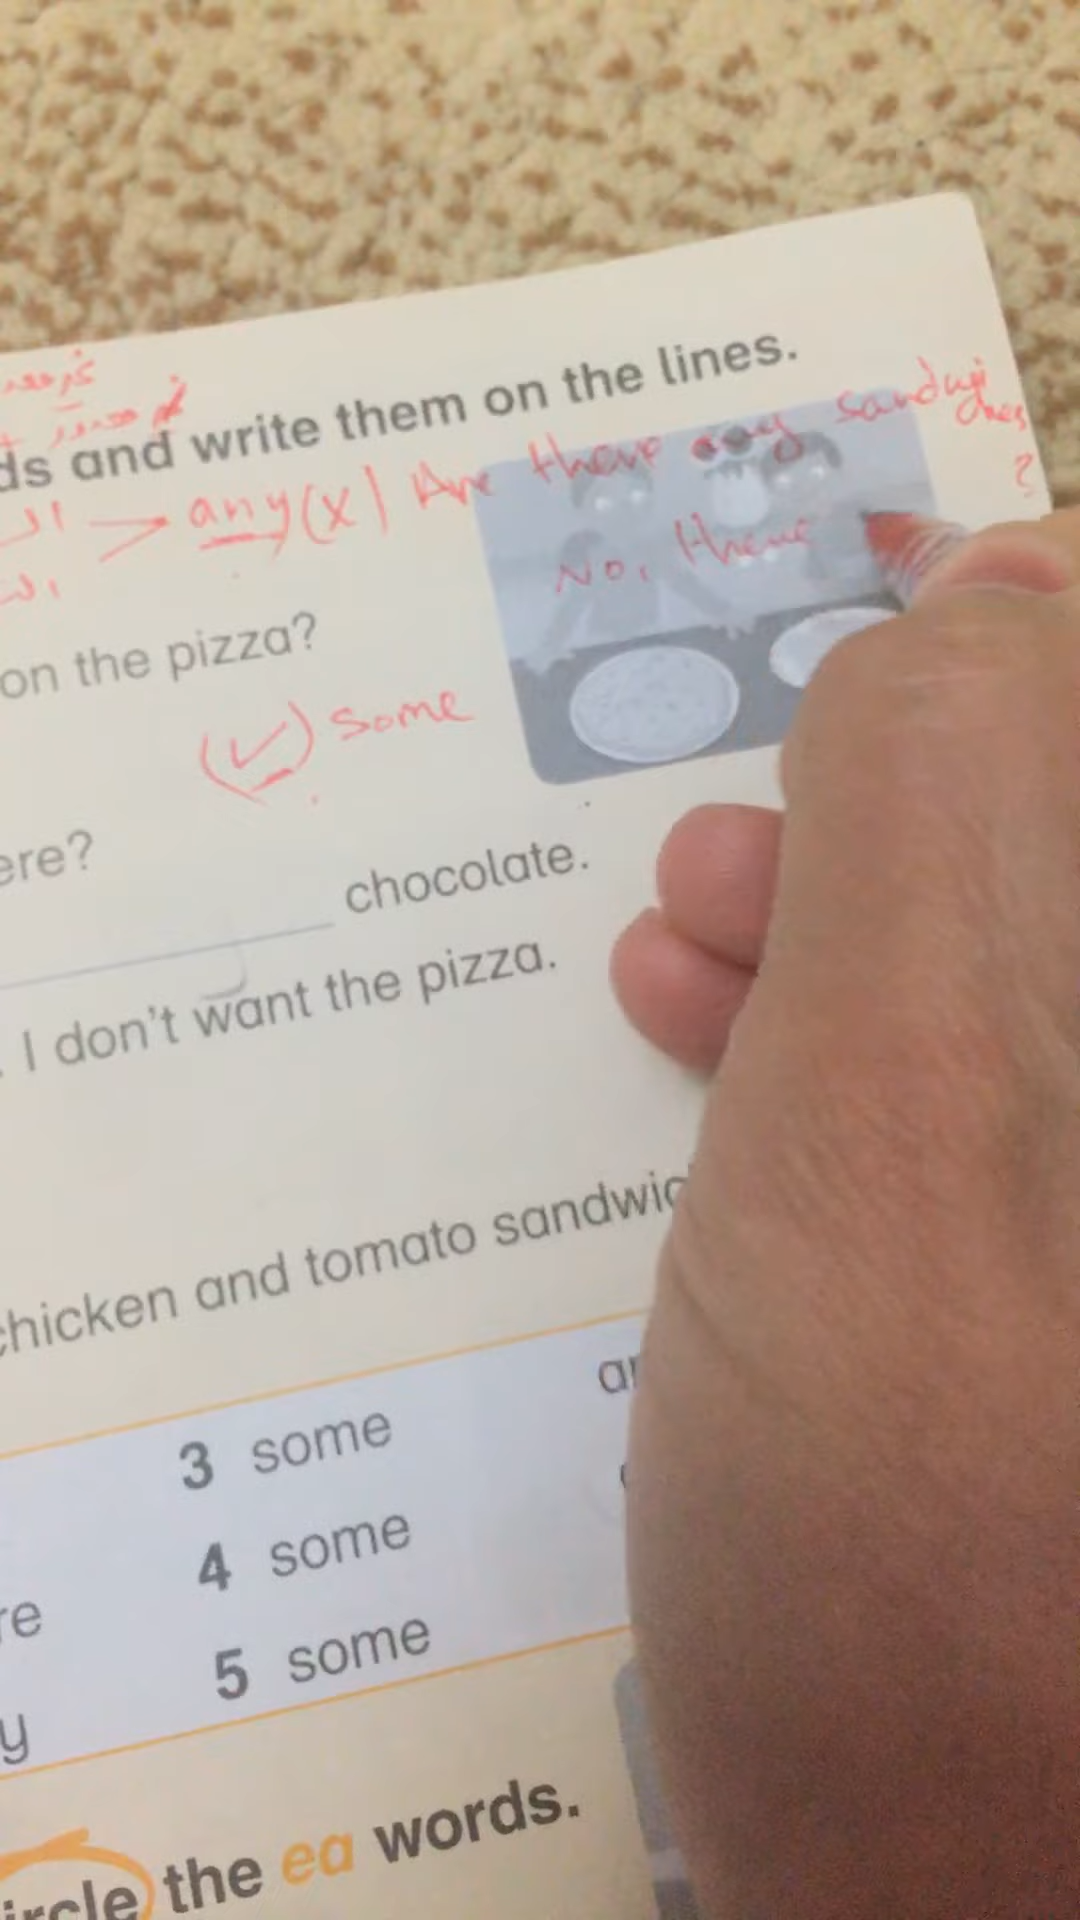 ds and write them on the lines.
any (x) Are there any sandwiches
?
No, there
on the pizza?
(✓) some
ere?
chocolate.
. I don't want the pizza.
chicken and tomato sandwic
3 some
4 some
re
5 some
y
ircle the ea words.